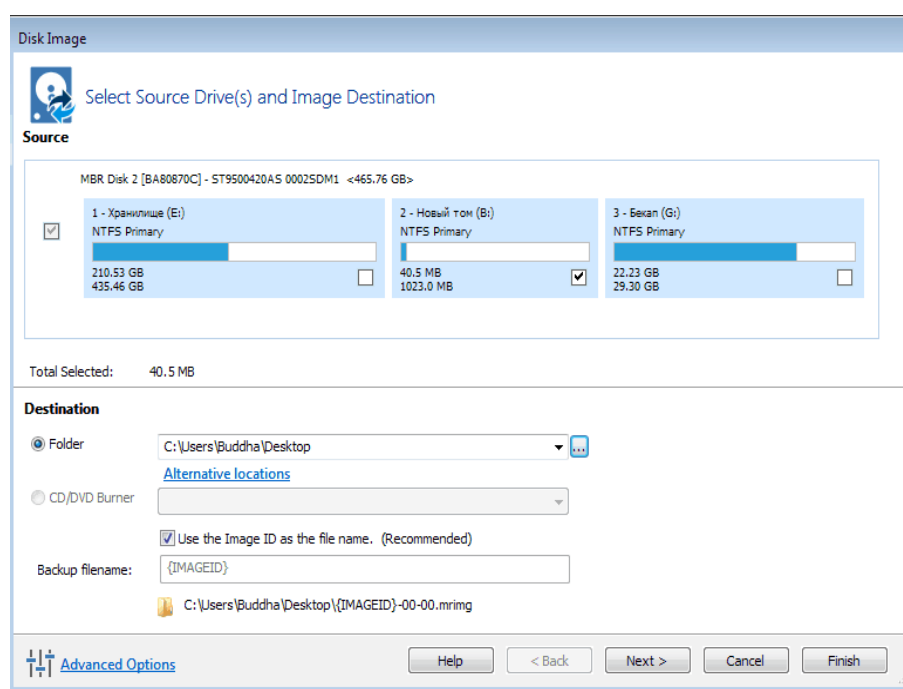 Disk Image
Select Source Drive(s) and Image Destination
Source
MBR Disk 2 [BA80870C] - ST9500420AS 0002SDM1 <465.76 GB>
1 - Хранилище (E:)
NTFS Primary
210.53 GB
435.46 GB
2 - Новый том (B:)
NTFS Primary
40.5 MB
1023.0 MB
3 - Бекап (G:)
NTFS Primary
22.23 GB
29.30 GB
Total Selected: 40.5 MB
Destination
Folder C:\Users\Buddha\Desktop ...
Alternative locations
CD/DVD Burner
Use the Image ID as the file name. (Recommended)
Backup filename: {IMAGEID}
C:\Users\Buddha\Desktop\{IMAGEID}-00-00.mrimg
Advanced Options Help < Back Next > Cancel Finish